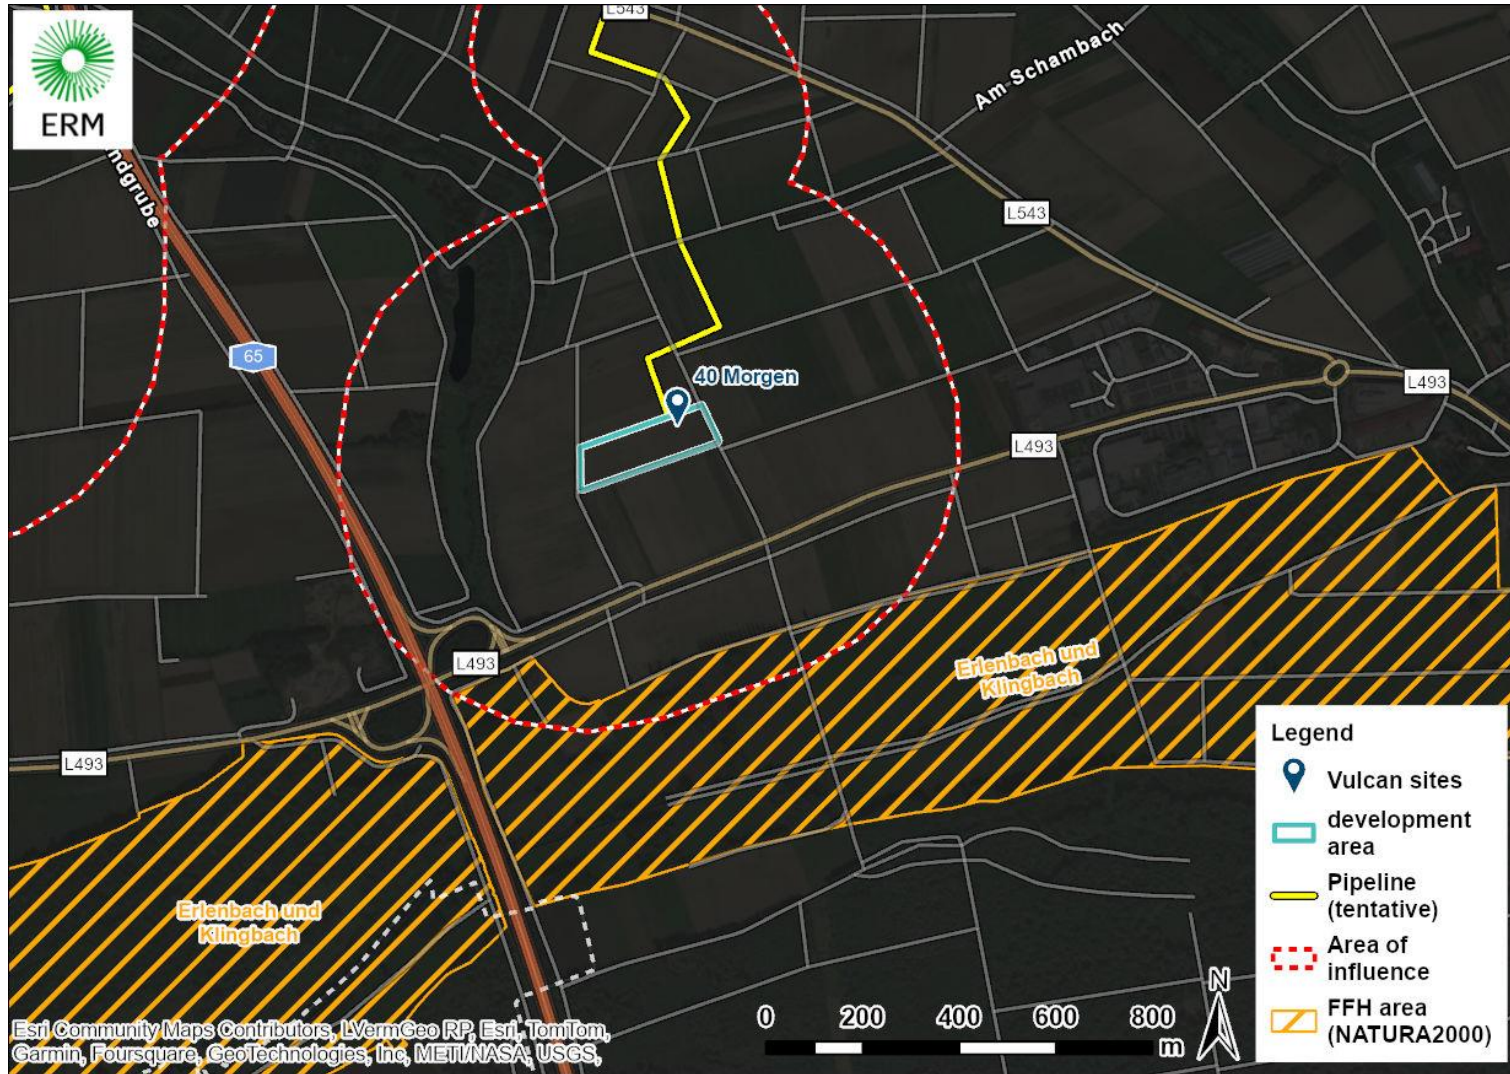 L543
ERM
Am Schambach
ndgrube
L543
65
40 Morgen
L493
L493
L493
Erlenbach und
Klingbach
L493
Erlenbach und
Klingbach
Legend
Vulcan sites
development
area
Pipeline
(tentative)
Area of
influence
FFH area
(NATURA2000)
N
0 200 400 600 800
m
Esri Community Maps Contributors, LVermGeo RP, Esri, TomTom,
Garmin, Foursquare, GeoTechnologies, Inc, METI/NASA, USGS,